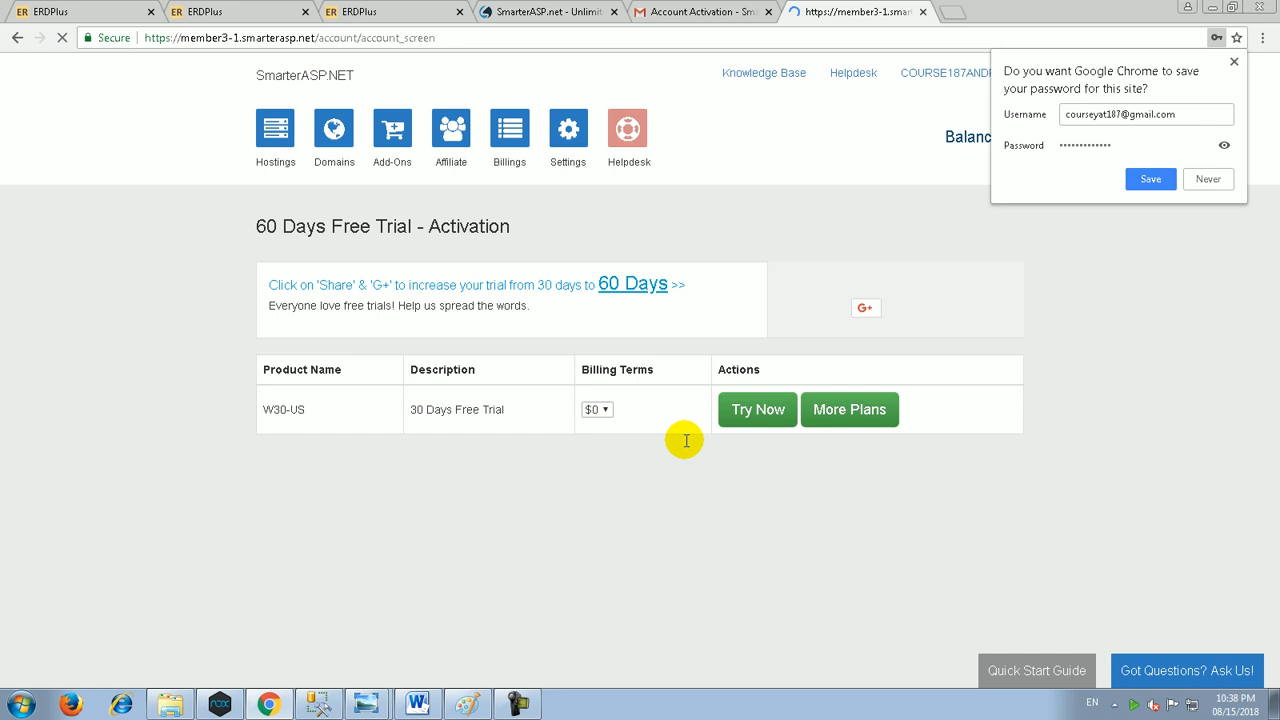 ERDPlus
ERDPlus
ERDPlus
SmarterASP.net - Unlimit
Account Activation - Sma
https://member3-1.smar
Secure
https://member3-1.smarterasp.net/account/account_screen
SmarterASP.NET
Knowledge Base
Helpdesk
COURSE187AND
Hostings
Domains
Add-Ons
Affiliate
Billings
Settings
Helpdesk
Balanc
Do you want Google Chrome to save
your password for this site?
Username
courseyat187@gmail.com
Password
Save
Never
60 Days Free Trial - Activation
Click on 'Share' & 'G+' to increase your trial from 30 days to 60 Days >>
Everyone love free trials! Help us spread the words.
G+
Product Name
Description
Billing Terms
Actions
W30-US
30 Days Free Trial
$0
Try Now
More Plans
Quick Start Guide
Got Questions? Ask Us!
nox
EN
10:38 PM
08/15/2018